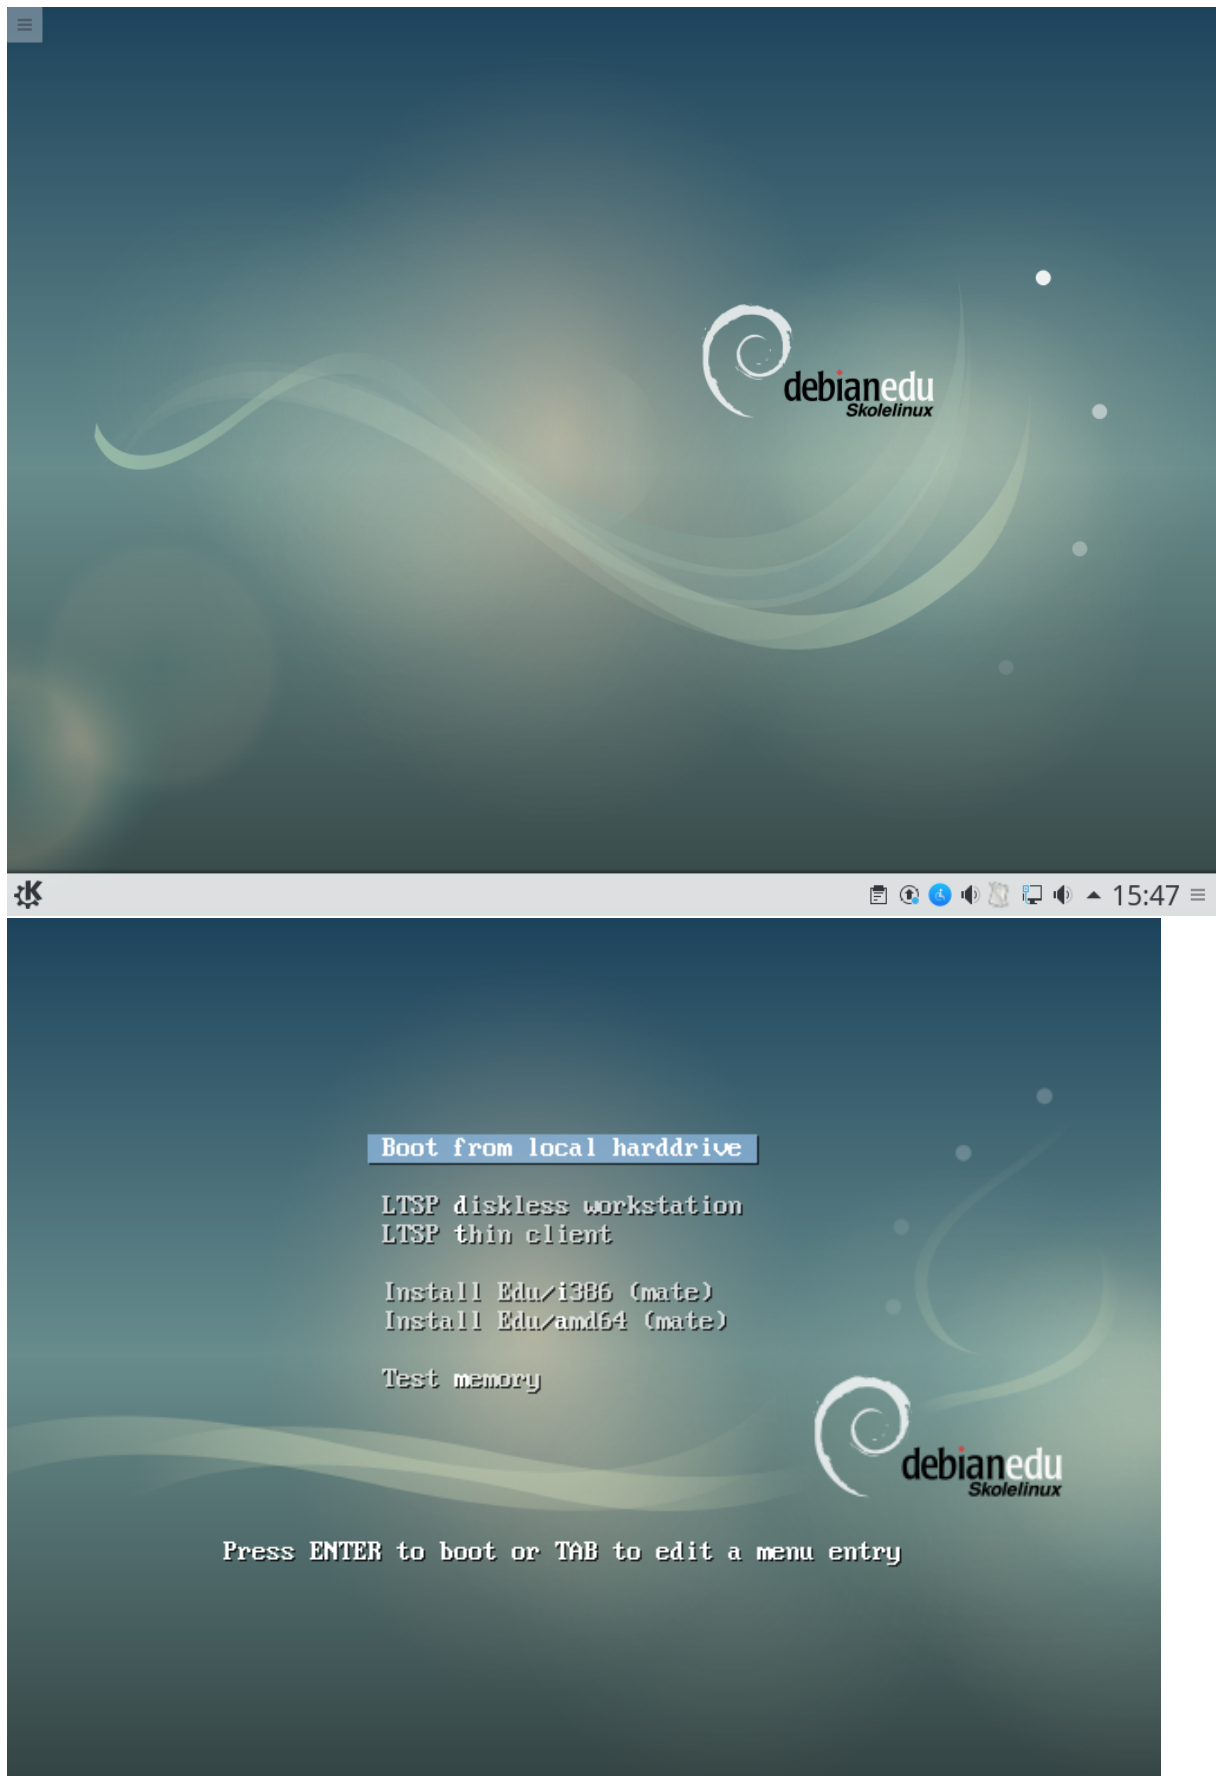 debianedu
Skolelinux
15:47
Boot from local harddrive
LTSP diskless workstation
LTSP thin client
Install Edu/i386 (mate)
Install Edu/amd64 (mate)
Test memory
debianedu
Skolelinux
Press ENTER to boot or TAB to edit a menu entry